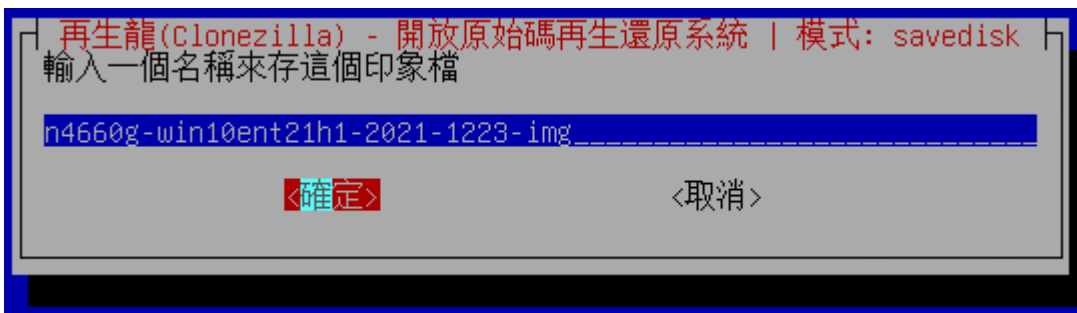 再生龍(Clonezilla) - 開放原始碼再生還原系統 | 模式: savedisk
輸入一個名稱來存這個印象檔
n4660g-win10ent21h1-2021-1223-img_____________________________
<確定> <取消>